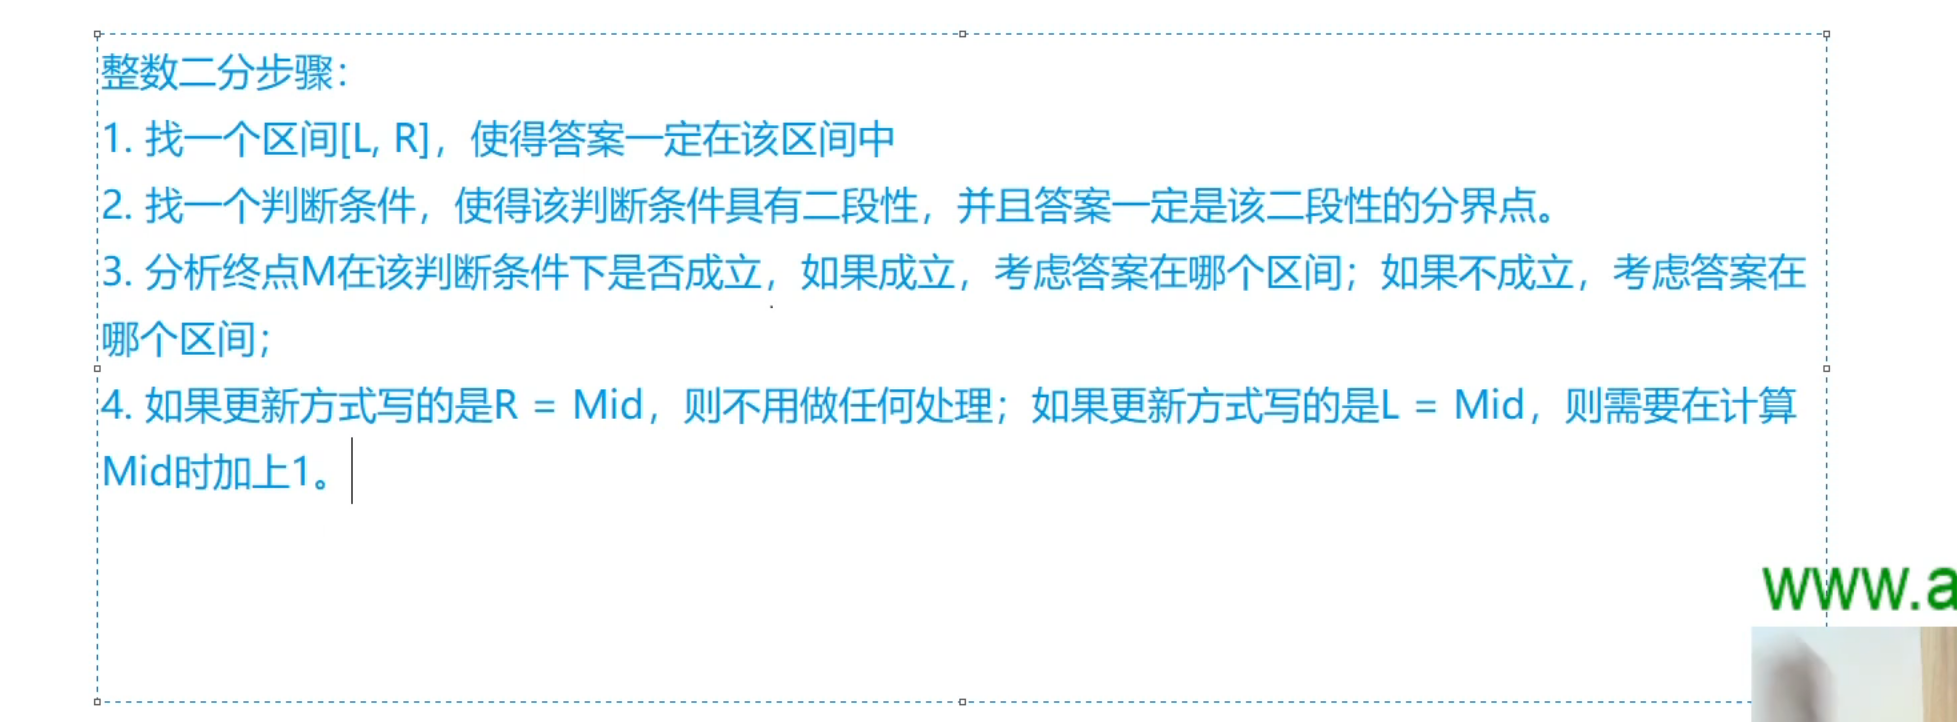 整数二分步骤：
1. 找一个区间[L, R]，使得答案一定在该区间中
2. 找一个判断条件，使得该判断条件具有二段性，并且答案一定是该二段性的分界点。
3. 分析终点M在该判断条件下是否成立，如果成立，考虑答案在哪个区间；如果不成立，考虑答案在
哪个区间；
4. 如果更新方式写的是R = Mid，则不用做任何处理；如果更新方式写的是L = Mid，则需要在计算
Mid时加上1。
www.a